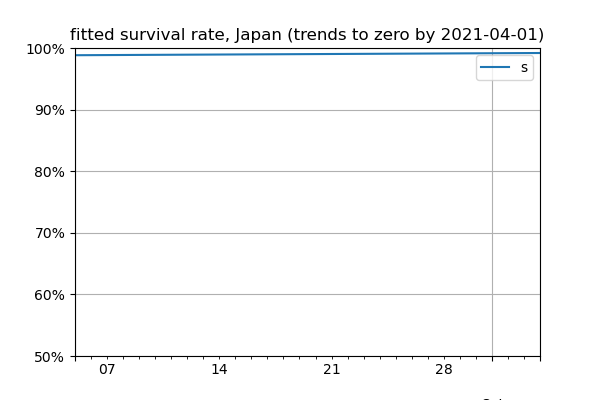 fitted survival rate, Japan (trends to zero by 2021-04-01)
100%
s
90%
80%
70%
60%
50%
07 14 21 28